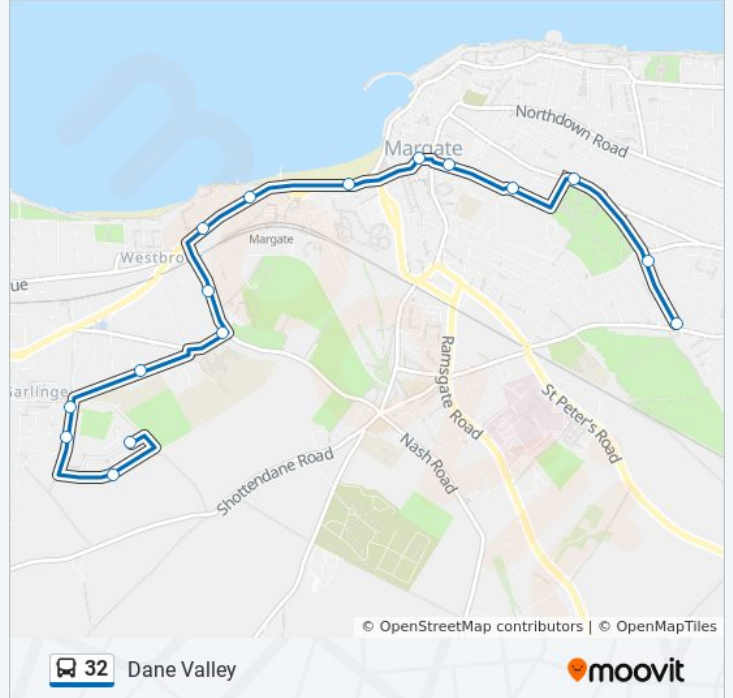 Northdown Road
Margate
Margate
Westbro
ue
Garlinge
Ramsgate Road
St Peter's Road
Nash Road
Shottendane Road
© OpenStreetMap contributors | © OpenMapTiles
32 Dane Valley
moovit